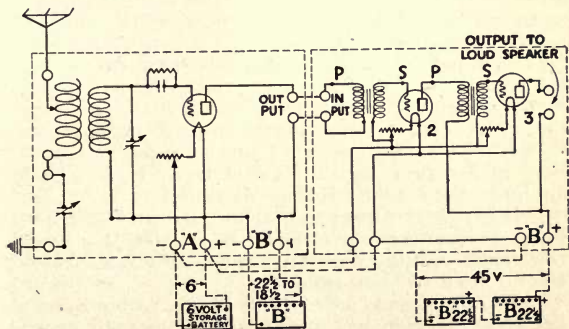 OUTPUT TO
LOUD SPEAKER
P S P S
OUT
PUT
IN
PUT
2
3
- "A" + - "B" +
- "B" +
6
22½ TO
18½
45 V
6 VOLT
STORAGE
BATTERY
"B"
"B" 22½
"B" 22½